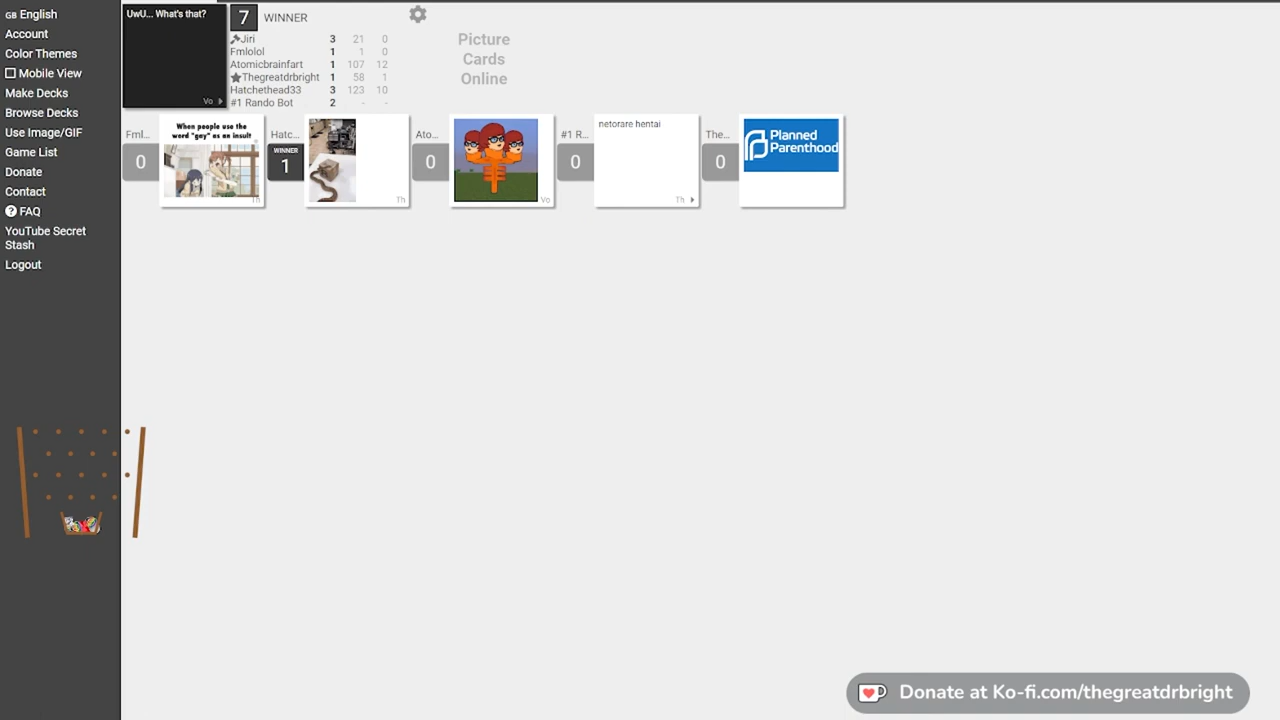 GB English
Account
Color Themes
Mobile View
Make Decks
Browse Decks
Use Image/GIF
Game List
Donate
Contact
? FAQ
YouTube Secret
Stash
Logout
UwU... What's that?
Vo
7 WINNER
Jiri 3 21 0
Fmlolol 1 1 0
Atomicbrainfart 1 107 12
Thegreatdrbright 1 58 1
Hatchethead33 3 123 10
#1 Rando Bot 2 - -
Picture
Cards
Online
Fml...
0
When people use the
word "gay" as an insult
Th
Hatc...
WINNER
1
Th
Ato...
0
Vo
#1 R...
0
netorare hentai
Th
The...
0
Planned
Parenthood
Donate at Ko-fi.com/thegreatdrbright